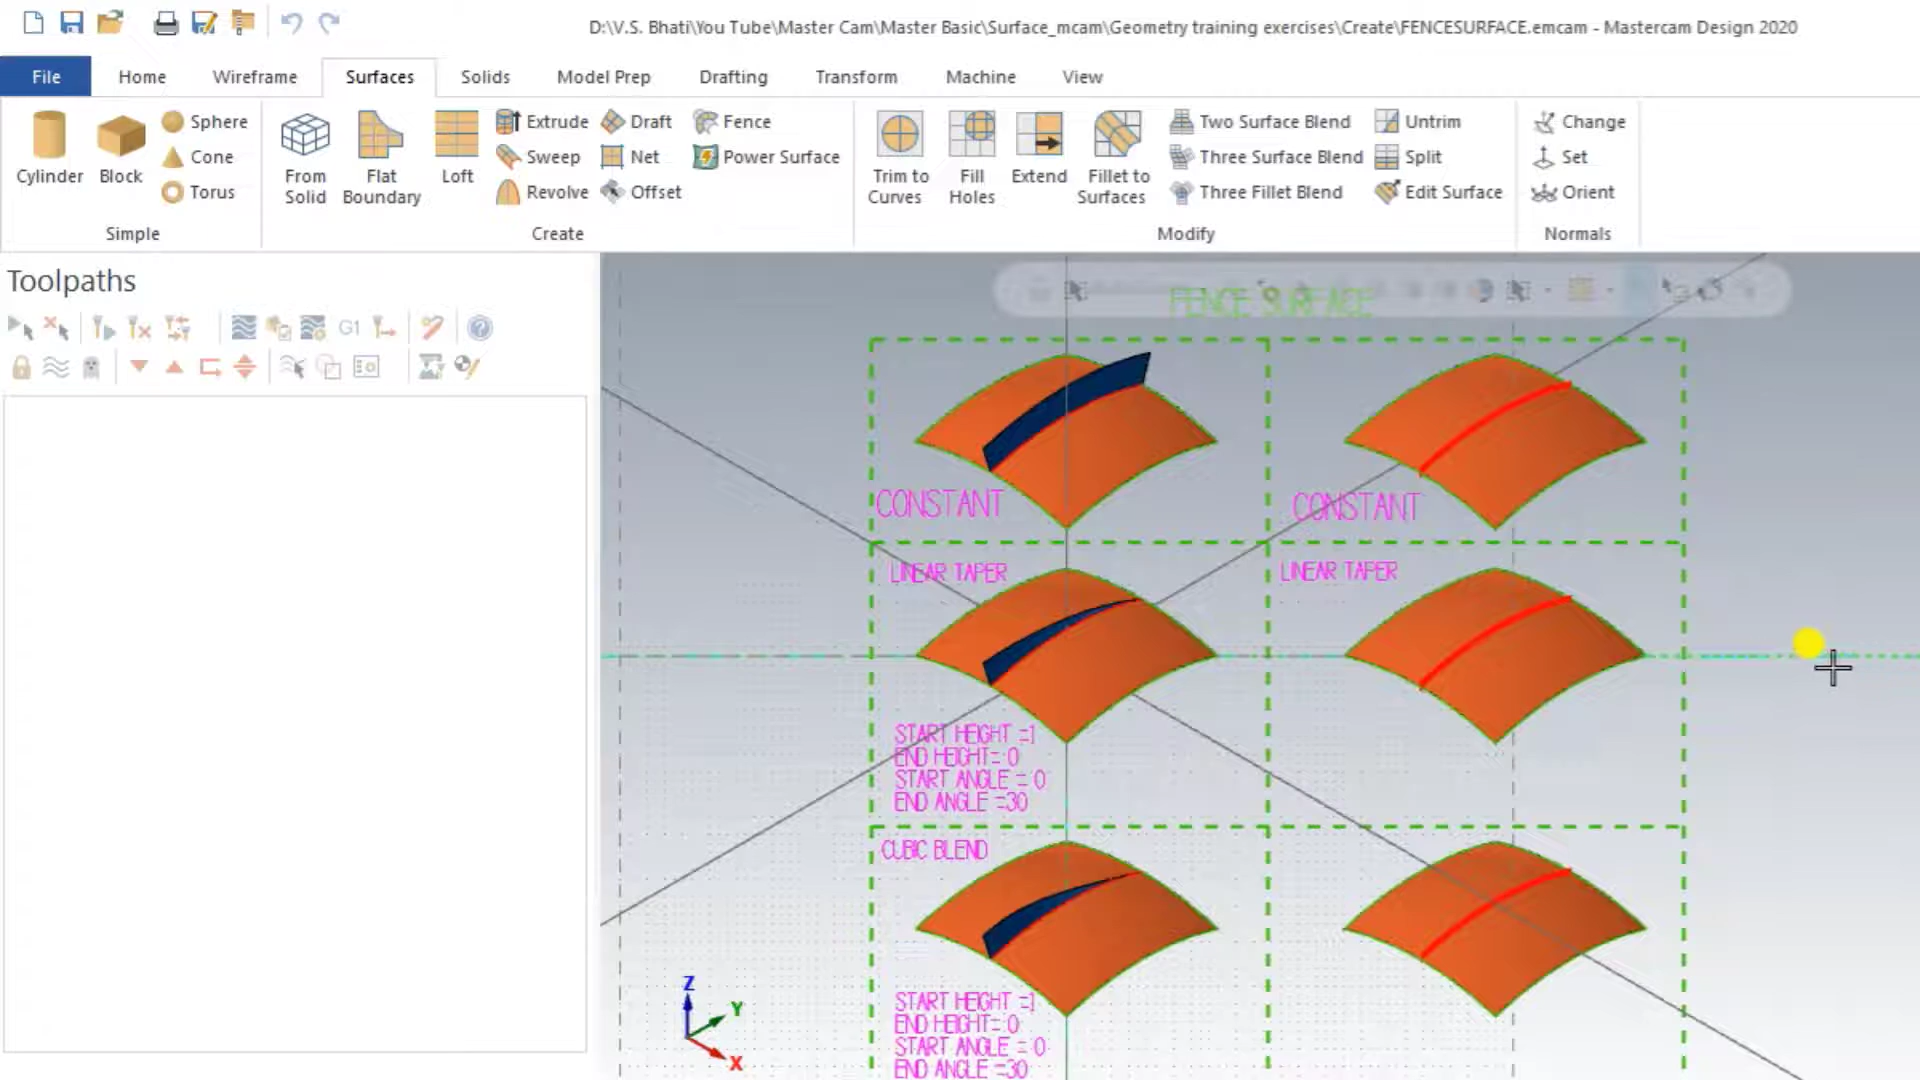 D:\V.S. Bhati\You Tube\Master Cam\Master Basic\Surface_mcam\Geometry training exercises\Create\FENCESURFACE.emcam - Mastercam Design 2020
File Home Wireframe Surfaces Solids Model Prep Drafting Transform Machine View
Cylinder Block Sphere Cone Torus
Simple
From Solid Flat Boundary Loft Extrude Sweep Revolve Draft Net Offset Fence Power Surface
Create
Trim to Curves Fill Holes Extend Fillet to Surfaces Two Surface Blend Three Surface Blend Three Fillet Blend Untrim Split Edit Surface
Modify
Change Set Orient
Normals
Toolpaths
G1
FENCE SURFACE
CONSTANT CONSTANT
LINEAR TAPER LINEAR TAPER
START HEIGHT =1
END HEIGHT= 0
START ANGLE = 0
END ANGLE =30
CUBIC BLEND
START HEIGHT =1
END HEIGHT= 0
START ANGLE = 0
END ANGLE =30
Z
Y
X